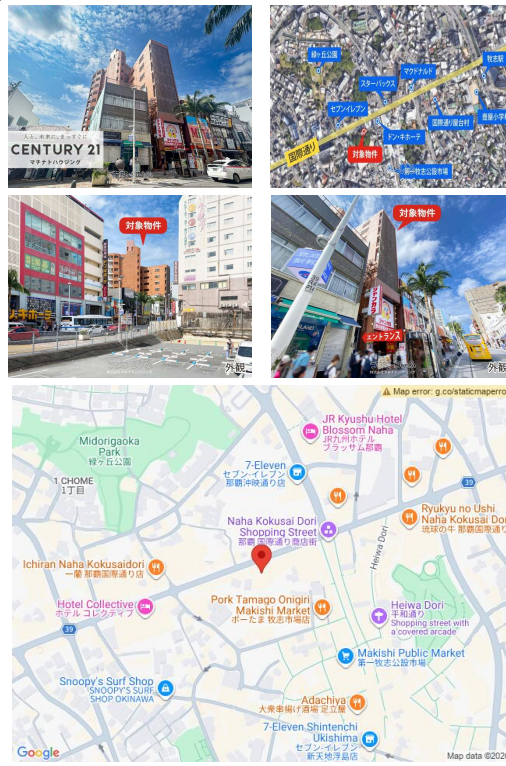 人と、未来に、まっすぐに
CENTURY 21
マチナトハウジング
緑ヶ丘公園
牧志駅
スターバックス
マクドナルド
セブンイレブン
ドン・キホーテ
国際通り屋台村
壺屋小学校
国際通り
対象物件
第一牧志公設市場
対象物件
外観
対象物件
エントランス
外観
Map error: g.co/staticmaperro
Midorigaoka
Park
緑ヶ丘公園
1 CHOME
1丁目
JR Kyushu Hotel
Blossom Naha
JR九州ホテル
ブラッサム那覇
7-Eleven
セブン-イレブン
那覇沖映通り店
39
Ryukyu no Ushi
Naha Kokusai Dor
琉球の牛 那覇国際通り
Naha Kokusai Dori
Shopping Street
那覇 国際通り商店街
Heiwa Dori
Ichiran Naha Kokusaidori
一蘭 那覇国際通り店
Hotel Collective
ホテル コレクティブ
Pork Tamago Onigiri
Makishi Market
ポーたま 牧志市場店
Heiwa Dori
平和通り
Shopping street with
a covered arcade
39
Makishi Public Market
第一牧志公設市場
Snoopy's Surf Shop
SNOOPY'S SURF
SHOP OKINAWA
Adachiya
大衆串揚げ酒場 足立屋
7-Eleven Shintenchi
Ukishima
セブン-イレブン
新天地浮島店
Google
Map data ©2026